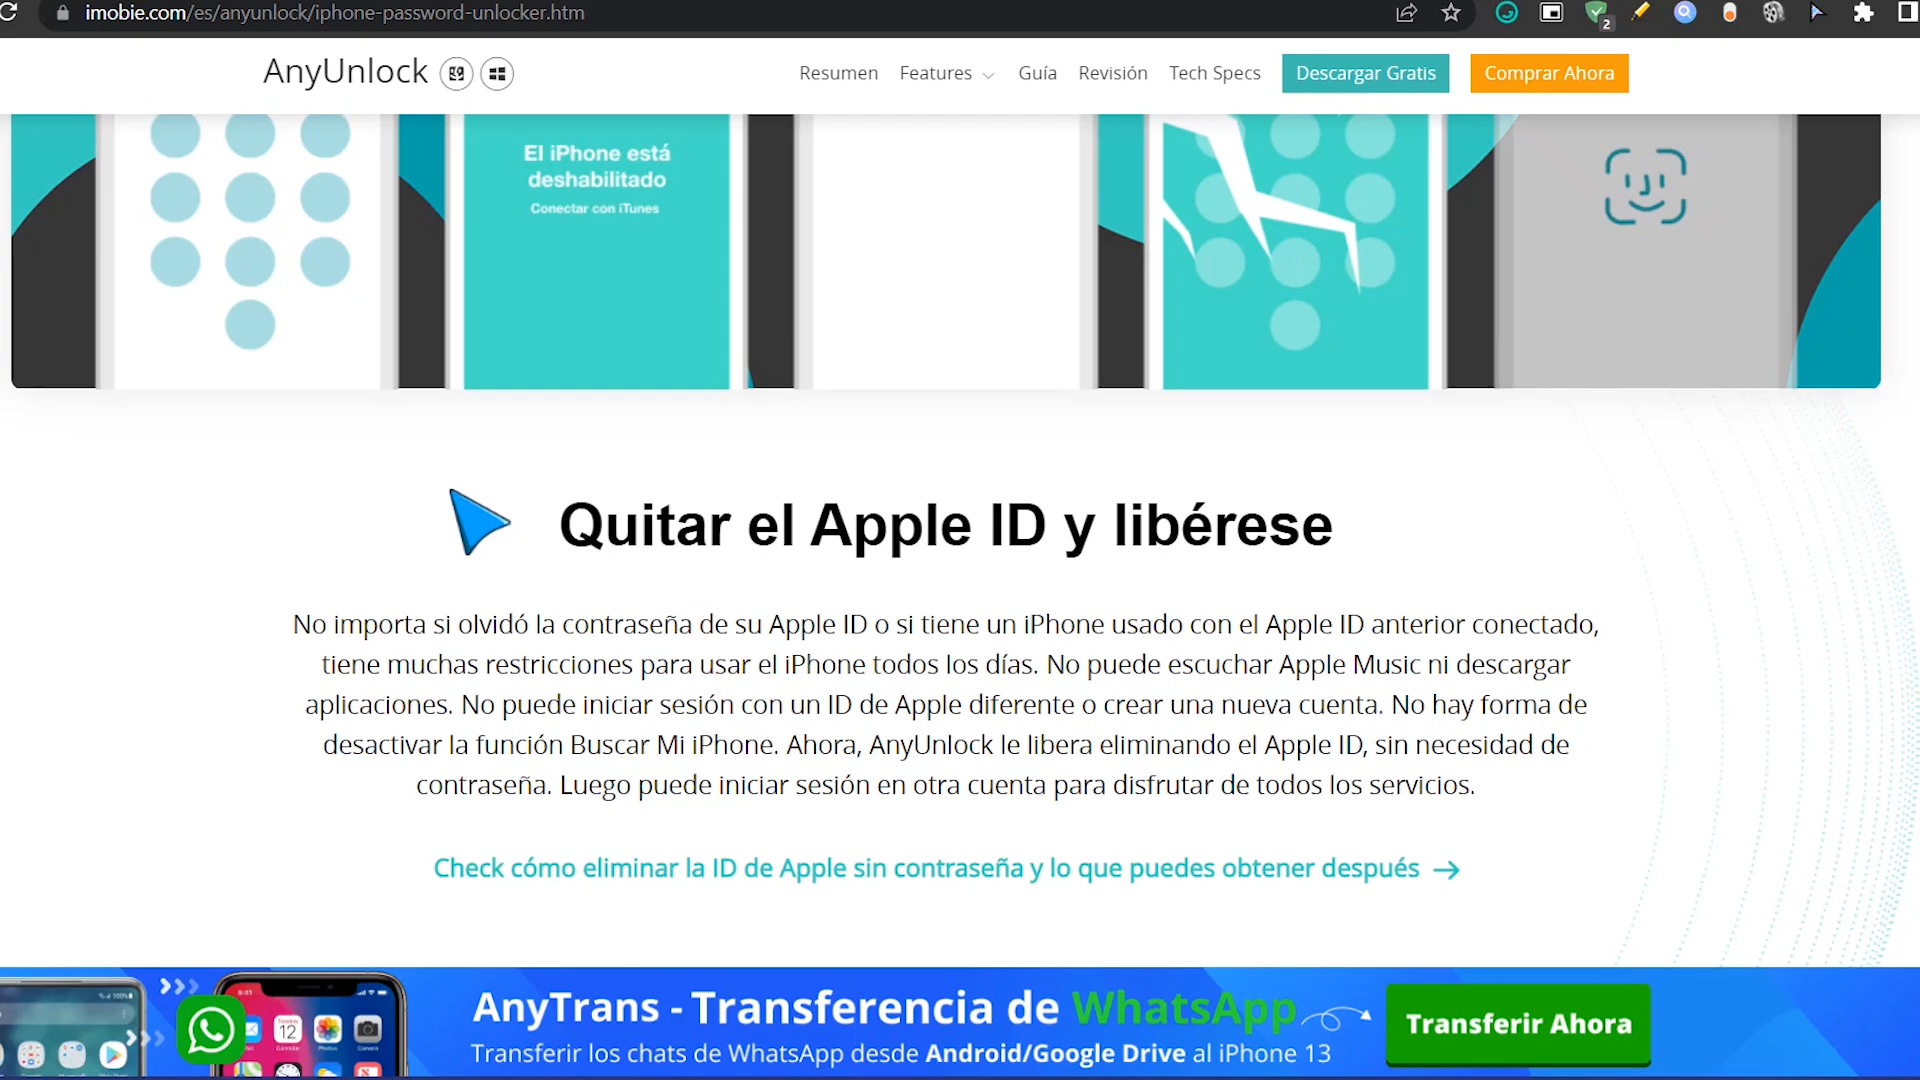 imobie.com/es/anyunlock/iphone-password-unlocker.htm
2
AnyUnlock
Resumen Features Guía Revisión Tech Specs Descargar Gratis Comprar Ahora
El iPhone está
deshabilitado
Conectar con iTunes
Quitar el Apple ID y libérese
No importa si olvidó la contraseña de su Apple ID o si tiene un iPhone usado con el Apple ID anterior conectado,
tiene muchas restricciones para usar el iPhone todos los días. No puede escuchar Apple Music ni descargar
aplicaciones. No puede iniciar sesión con un ID de Apple diferente o crear una nueva cuenta. No hay forma de
desactivar la función Buscar Mi iPhone. Ahora, AnyUnlock le libera eliminando el Apple ID, sin necesidad de
contraseña. Luego puede iniciar sesión en otra cuenta para disfrutar de todos los servicios.
Check cómo eliminar la ID de Apple sin contraseña y lo que puedes obtener después →
AnyTrans - Transferencia de WhatsApp
Transferir los chats de WhatsApp desde Android/Google Drive al iPhone 13
Transferir Ahora
9:41
12